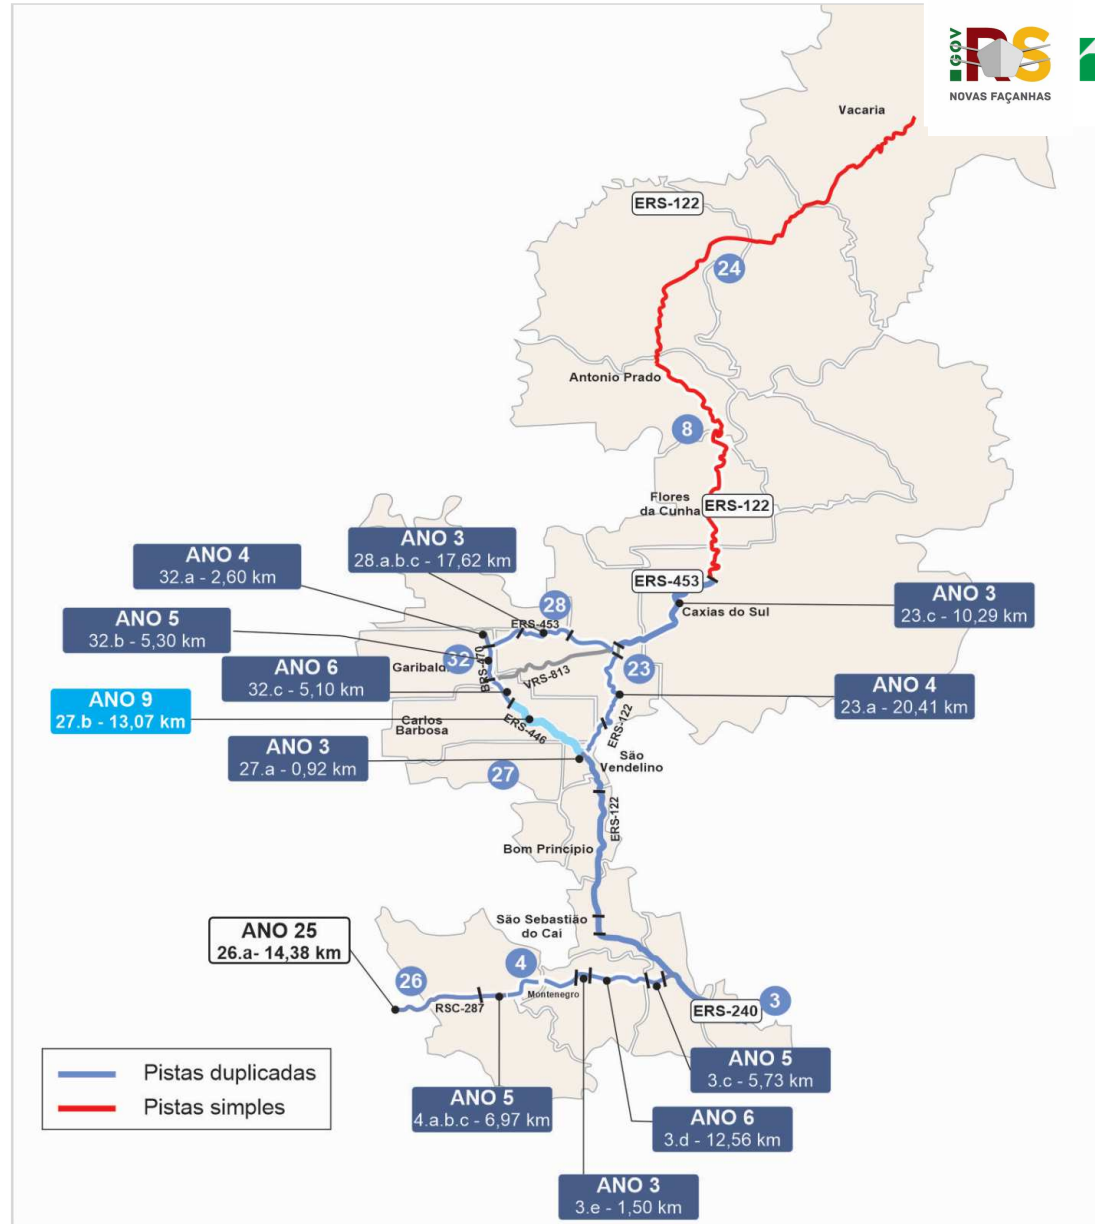 GOV
RS
NOVAS FAÇANHAS
Vacaria
ERS-122
24
Antonio Prado
8
Flores
da Cunha
ERS-122
ANO 3
28.a.b.c - 17,62 km
ANO 4
32.a - 2,60 km
ERS-453
ANO 3
23.c - 10,29 km
Caxias do Sul
28
ERS-453
ANO 5
32.b - 5,30 km
Garibaldi
32
BRS-470
VRS-813
23
ANO 6
32.c - 5,10 km
ANO 4
23.a - 20,41 km
ANO 9
27.b - 13,07 km
Carlos
Barbosa
ERS-446
ERS-122
ANO 3
27.a - 0,92 km
São
Vendelino
27
ERS-122
Bom Principio
São Sebastião
do Cai
ANO 25
26.a- 14,38 km
26
4
RSC-287
Montenegro
ERS-240
3
Pistas duplicadas
Pistas simples
ANO 5
3.c - 5,73 km
ANO 5
4.a.b.c - 6,97 km
ANO 6
3.d - 12,56 km
ANO 3
3.e - 1,50 km